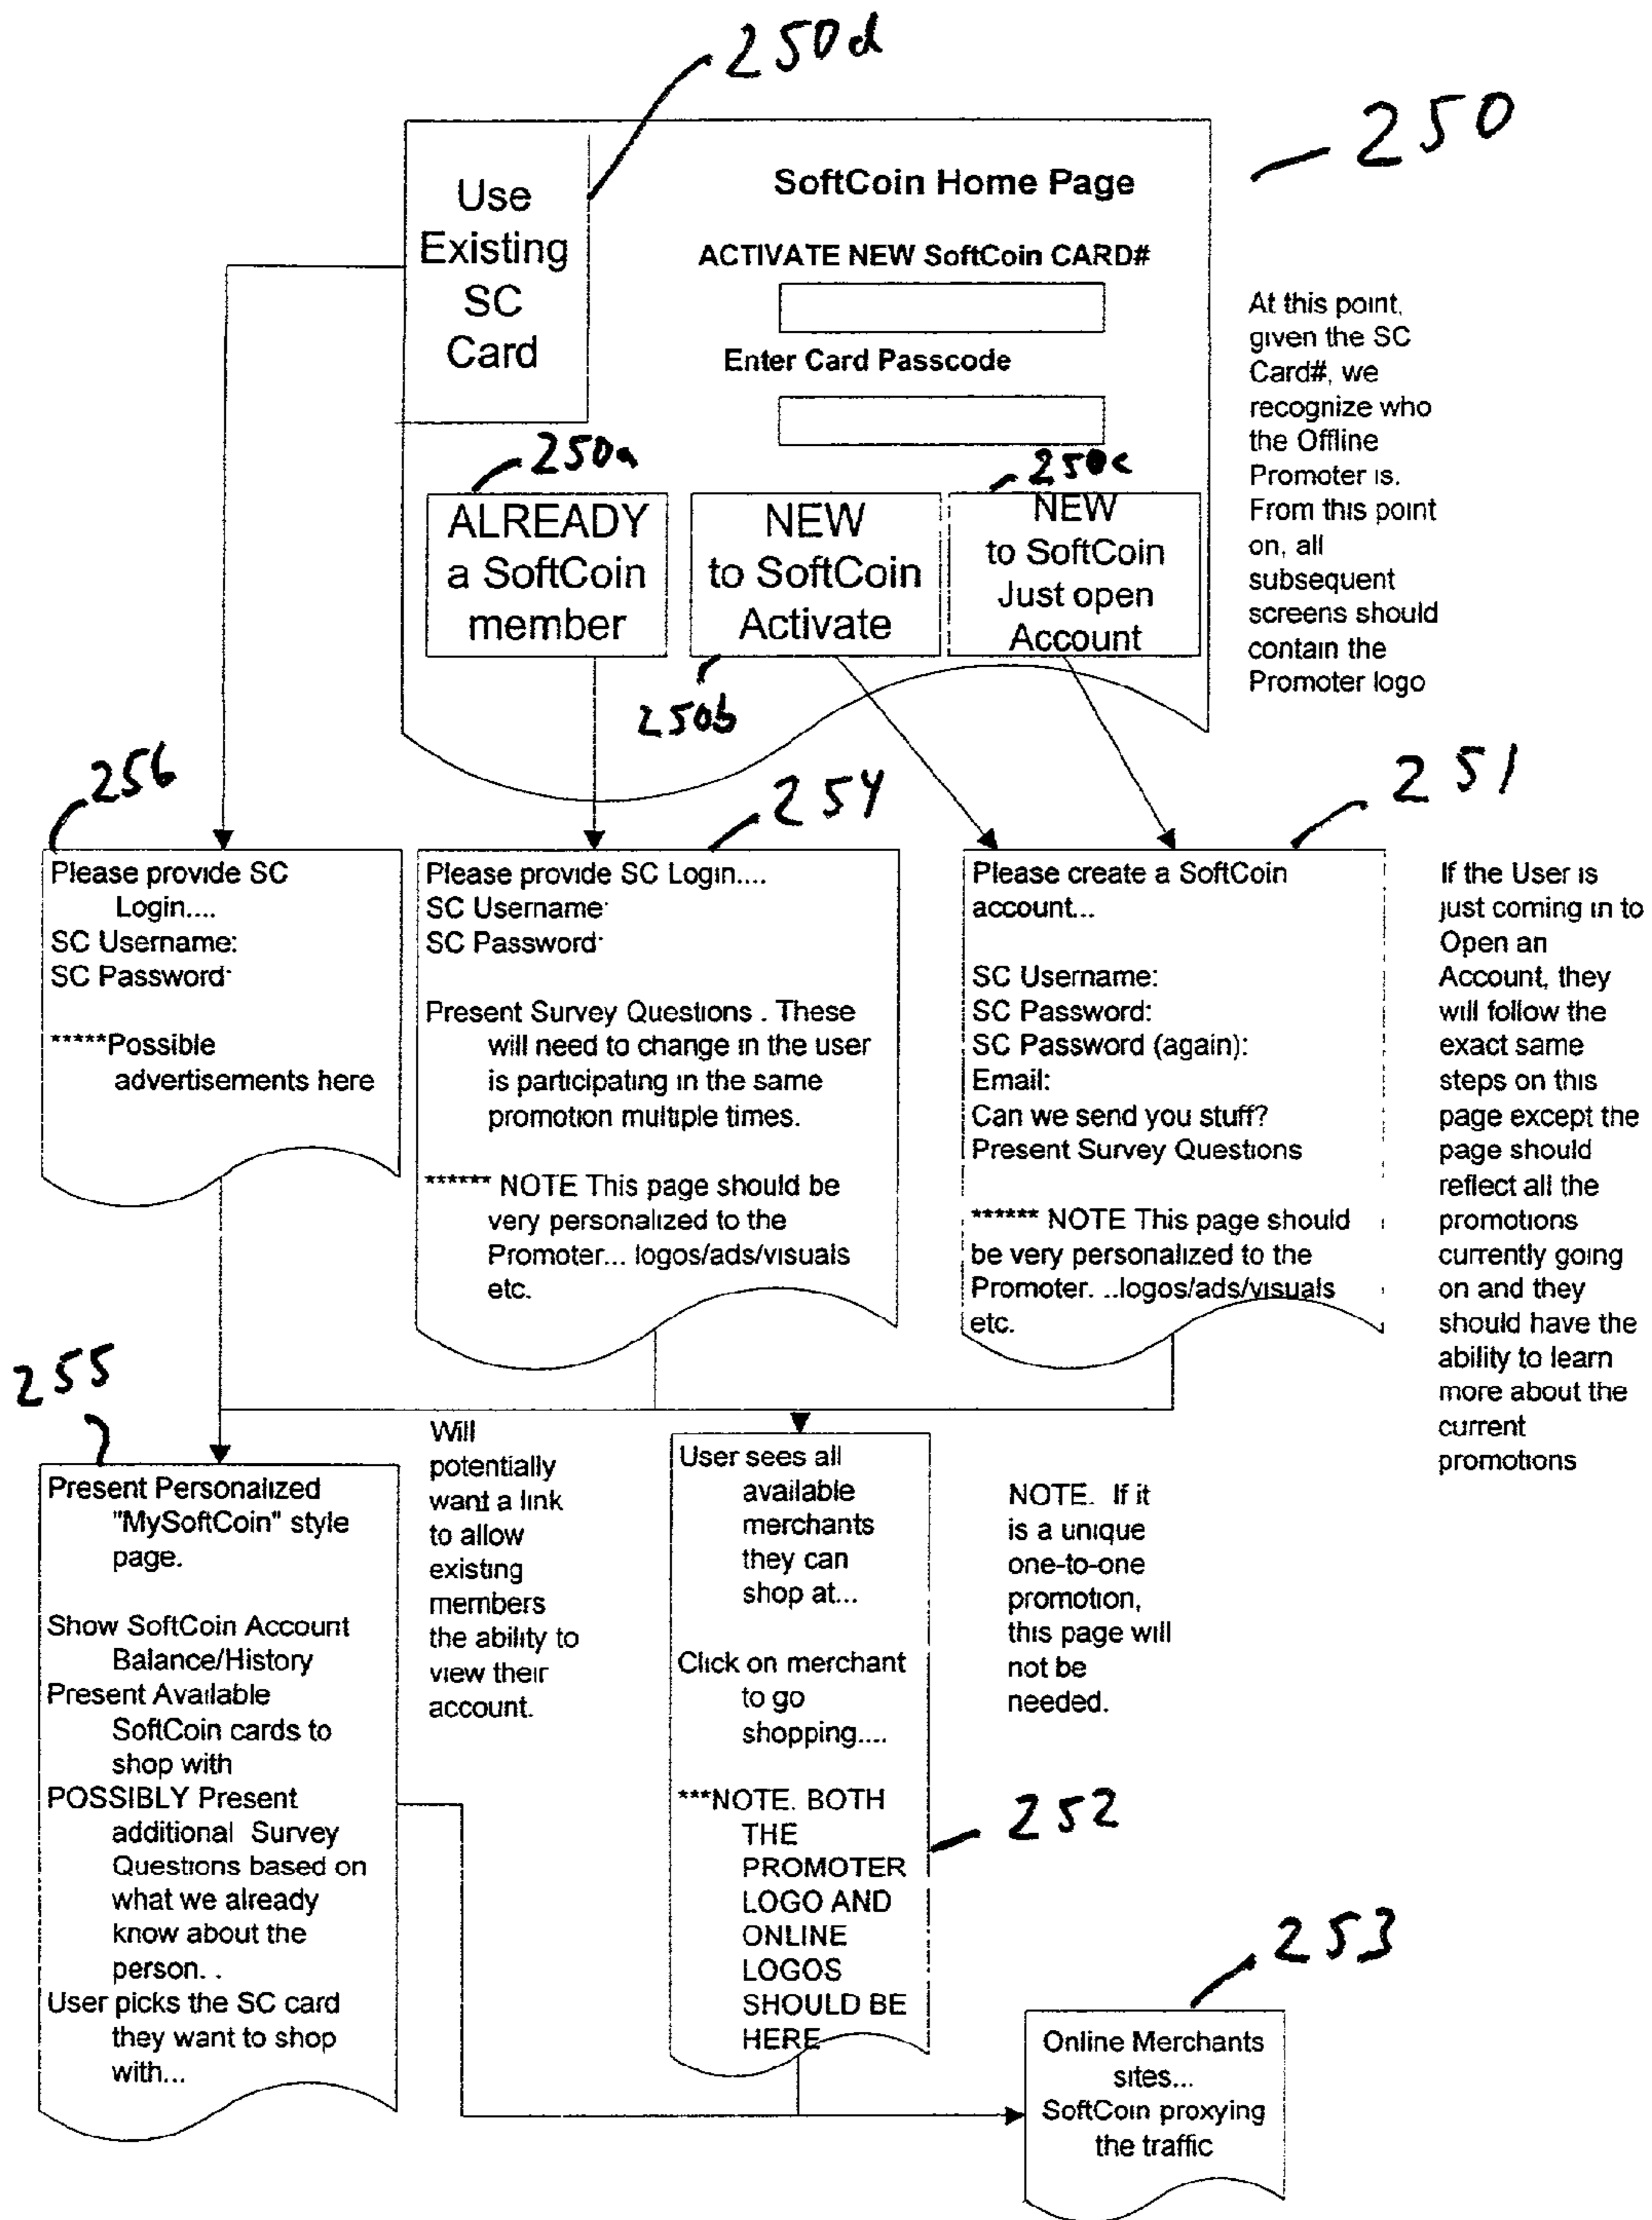 250d
250
Use
Existing
SC
Card
SoftCoin Home Page
ACTIVATE NEW SoftCoin CARD#
Enter Card Passcode
At this point,
given the SC
Card#, we
recognize who
the Offline
Promoter is.
From this point
on, all
subsequent
screens should
contain the
Promoter logo
250a
250c
ALREADY
a SoftCoin
member
NEW
to SoftCoin
Activate
NEW
to SoftCoin
Just open
Account
250b
256
254
251
Please provide SC
Login....
SC Username:
SC Password:
*****Possible
advertisements here
Please provide SC Login....
SC Username:
SC Password:
Present Survey Questions . These
will need to change in the user
is participating in the same
promotion multiple times.
****** NOTE This page should be
very personalized to the
Promoter... logos/ads/visuals
etc.
Please create a SoftCoin
account...
SC Username:
SC Password:
SC Password (again):
Email:
Can we send you stuff?
Present Survey Questions
****** NOTE This page should
be very personalized to the
Promoter. ..logos/ads/visuals
etc.
If the User is
just coming in to
Open an
Account, they
will follow the
exact same
steps on this
page except the
page should
reflect all the
promotions
currently going
on and they
should have the
ability to learn
more about the
current
promotions
255
Present Personalized
"MySoftCoin" style
page.
Show SoftCoin Account
Balance/History
Present Available
SoftCoin cards to
shop with
POSSIBLY Present
additional Survey
Questions based on
what we already
know about the
person. .
User picks the SC card
they want to shop
with...
Will
potentially
want a link
to allow
existing
members
the ability to
view their
account.
User sees all
available
merchants
they can
shop at...
Click on merchant
to go
shopping....
***NOTE. BOTH
THE
PROMOTER
LOGO AND
ONLINE
LOGOS
SHOULD BE
HERE
NOTE. If it
is a unique
one-to-one
promotion,
this page will
not be
needed.
252
253
Online Merchants
sites...
SoftCoin proxying
the traffic